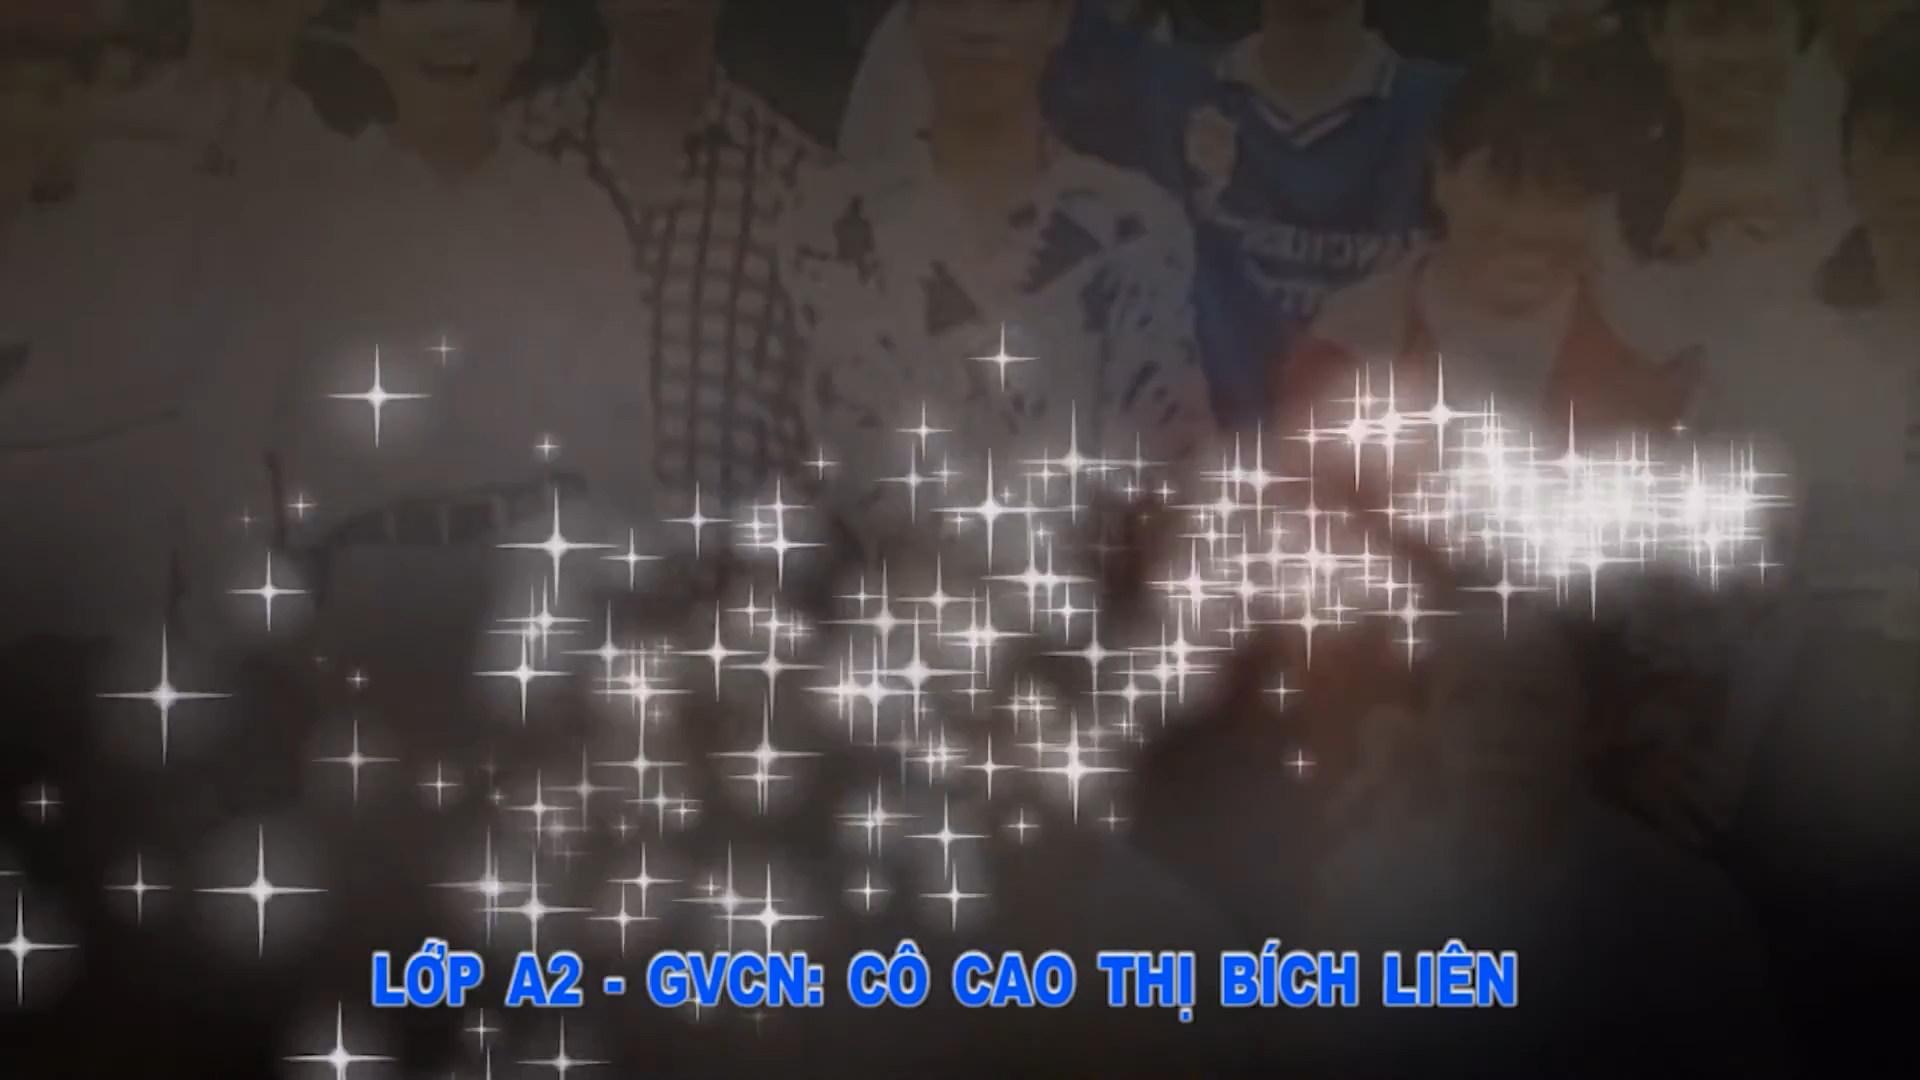 LỚP A2 - GVCN: CÔ CAO THỊ BÍCH LIÊN